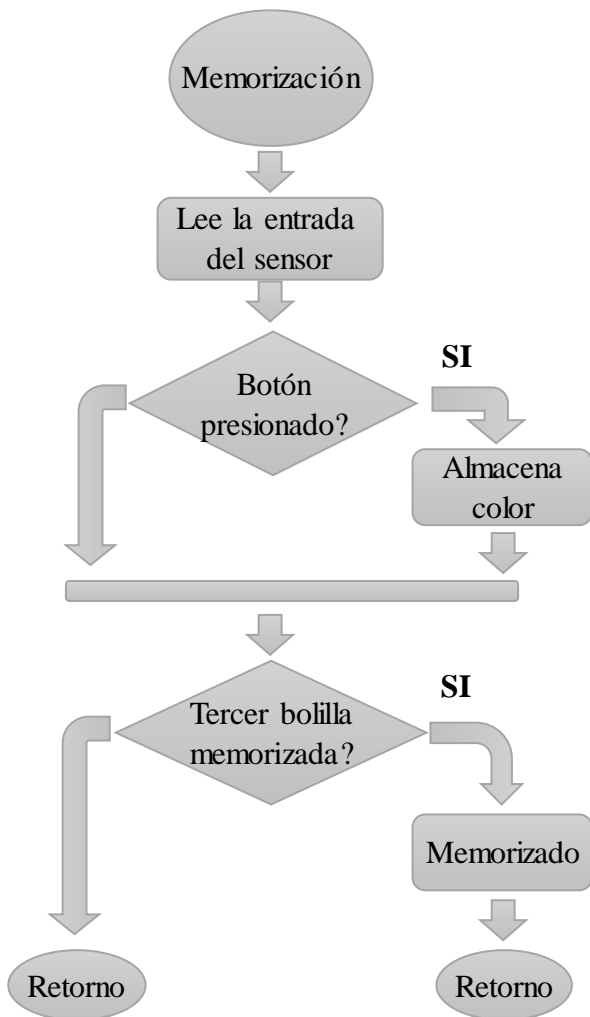 Memorización
Lee la entrada
del sensor
SI
Botón
presionado?
Almacena
color
SI
Tercer bolilla
memorizada?
Memorizado
Retorno
Retorno